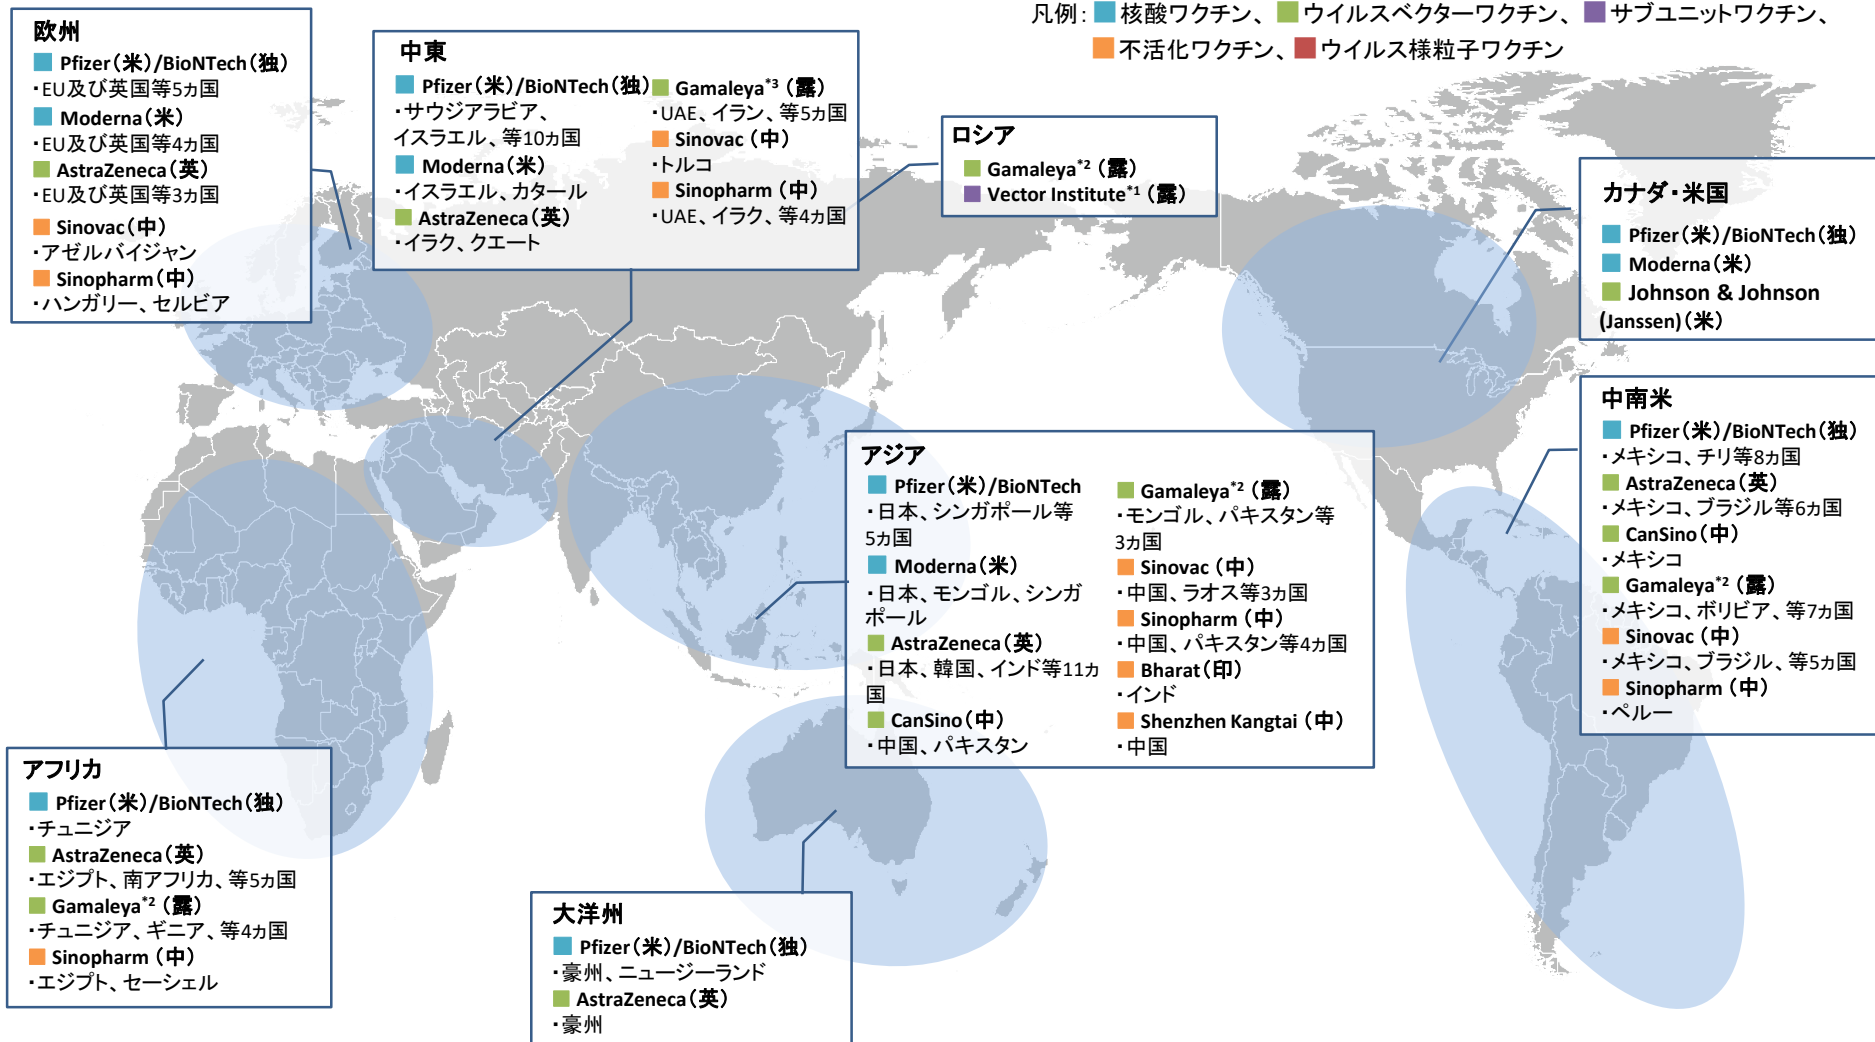 凡例: 核酸ワクチン、 ウイルスベクターワクチン、 サブユニットワクチン、
不活化ワクチン、 ウイルス様粒子ワクチン
欧州
Pfizer(米)/BioNTech(独)
・EU及び英国等5ヵ国
Moderna(米)
・EU及び英国等4ヵ国
AstraZeneca(英)
・EU及び英国等3ヵ国
Sinovac(中)
・アゼルバイジャン
Sinopharm(中)
・ハンガリー、セルビア
中東
Pfizer(米)/BioNTech(独)
・サウジアラビア、
イスラエル、等10ヵ国
Moderna(米)
・イスラエル、カタール
AstraZeneca(英)
・イラク、クエート
Gamaleya*3 (露)
・UAE、イラン、等5ヵ国
Sinovac (中)
・トルコ
Sinopharm (中)
・UAE、イラク、等4ヵ国
ロシア
Gamaleya*2 (露)
Vector Institute*1 (露)
カナダ・米国
Pfizer(米)/BioNTech(独)
Moderna(米)
Johnson & Johnson
(Janssen)(米)
中南米
Pfizer(米)/BioNTech(独)
・メキシコ、チリ等8ヵ国
AstraZeneca(英)
・メキシコ、ブラジル等6ヵ国
CanSino(中)
・メキシコ
Gamaleya*2 (露)
・メキシコ、ボリビア、等7ヵ国
Sinovac (中)
・メキシコ、ブラジル、等5ヵ国
Sinopharm (中)
・ペルー
アジア
Pfizer(米)/BioNTech
・日本、シンガポール等
5ヵ国
Moderna(米)
・日本、モンゴル、シンガ
ポール
AstraZeneca(英)
・日本、韓国、インド等11ヵ
国
CanSino(中)
・中国、パキスタン
Gamaleya*2 (露)
・モンゴル、パキスタン等
3ヵ国
Sinovac (中)
・中国、ラオス等3ヵ国
Sinopharm (中)
・中国、パキスタン等4ヵ国
Bharat(印)
・インド
Shenzhen Kangtai (中)
・中国
アフリカ
Pfizer(米)/BioNTech(独)
・チュニジア
AstraZeneca(英)
・エジプト、南アフリカ、等5ヵ国
Gamaleya*2 (露)
・チュニジア、ギニア、等4ヵ国
Sinopharm (中)
・エジプト、セーシェル
大洋州
Pfizer(米)/BioNTech(独)
・豪州、ニュージーランド
AstraZeneca(英)
・豪州